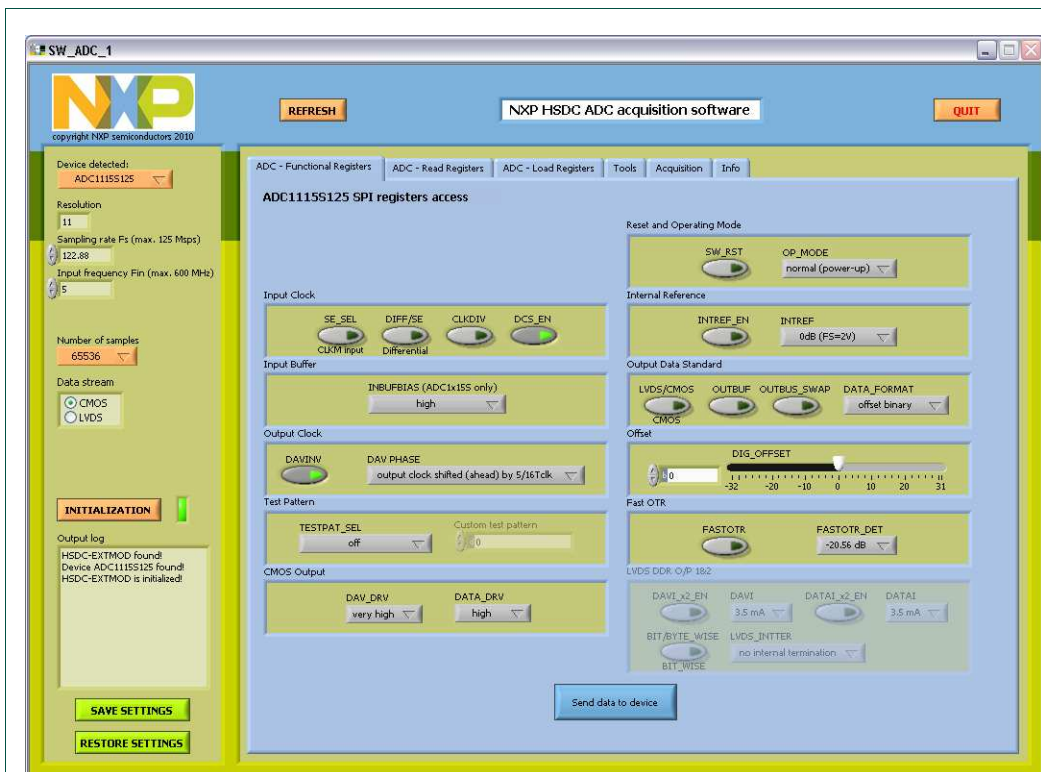 SW_ADC_1
NXP
copyright NXP semiconductors 2010
REFRESH
NXP HSDC ADC acquisition software
QUIT
Device detected:
ADC1115S125
Resolution
11
Sampling rate Fs (max. 125 Msps)
122.88
Input frequency Fin (max. 600 MHz)
5
Number of samples
65536
Data stream
CMOS
LVDS
INITIALIZATION
Output log
HSDC-EXTMOD found!
Device ADC1115S125 found!
HSDC-EXTMOD is initialized!
SAVE SETTINGS
RESTORE SETTINGS
ADC - Functional Registers ADC - Read Registers ADC - Load Registers Tools Acquisition Info
ADC1115S125 SPI registers access
Input Clock
SE_SEL DIFF/SE CLKDIV DCS_EN
CLKM input Differential
Input Buffer
INBUFBIAS (ADC1x15S only)
high
Output Clock
DAVINV DAV PHASE
output clock shifted (ahead) by 5/16Tclk
Test Pattern
TESTPAT_SEL Custom test pattern
off 0
CMOS Output
DAV_DRV DATA_DRV
very high high
Reset and Operating Mode
SW_RST OP_MODE
normal (power-up)
Internal Reference
INTREF_EN INTREF
0dB (FS=2V)
Output Data Standard
LVDS/CMOS OUTBUF OUTBUS_SWAP DATA_FORMAT
offset binary
CMOS
Offset
DIG_OFFSET
0
-32 -20 -10 0 10 20 31
Fast OTR
FASTOTR FASTOTR_DET
-20.56 dB
LVDS DDR O/P 1&2
DAVI_x2_EN DAVI DATAI_x2_EN DATAI
3.5 mA 3.5 mA
BIT/BYTE_WISE LVDS_INTTER
no internal termination
BIT_WISE
Send data to device